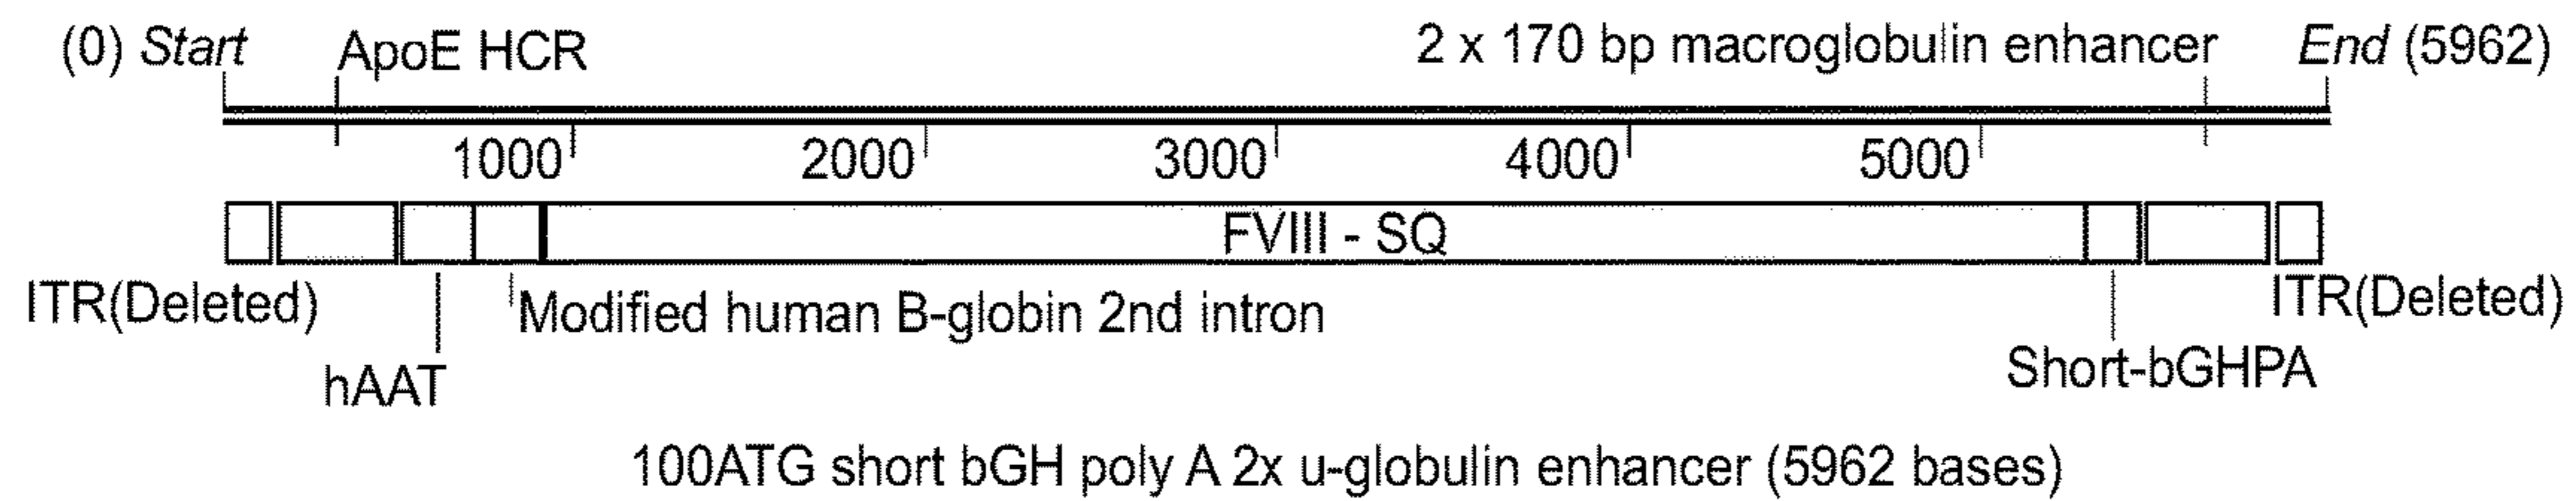 (0) Start ApoE HCR 2 x 170 bp macroglobulin enhancer End (5962)
1000 2000 3000 4000 5000
FVIII - SQ
ITR(Deleted) Modified human B-globin 2nd intron ITR(Deleted)
hAAT Short-bGHPA
100ATG short bGH poly A 2x u-globulin enhancer (5962 bases)